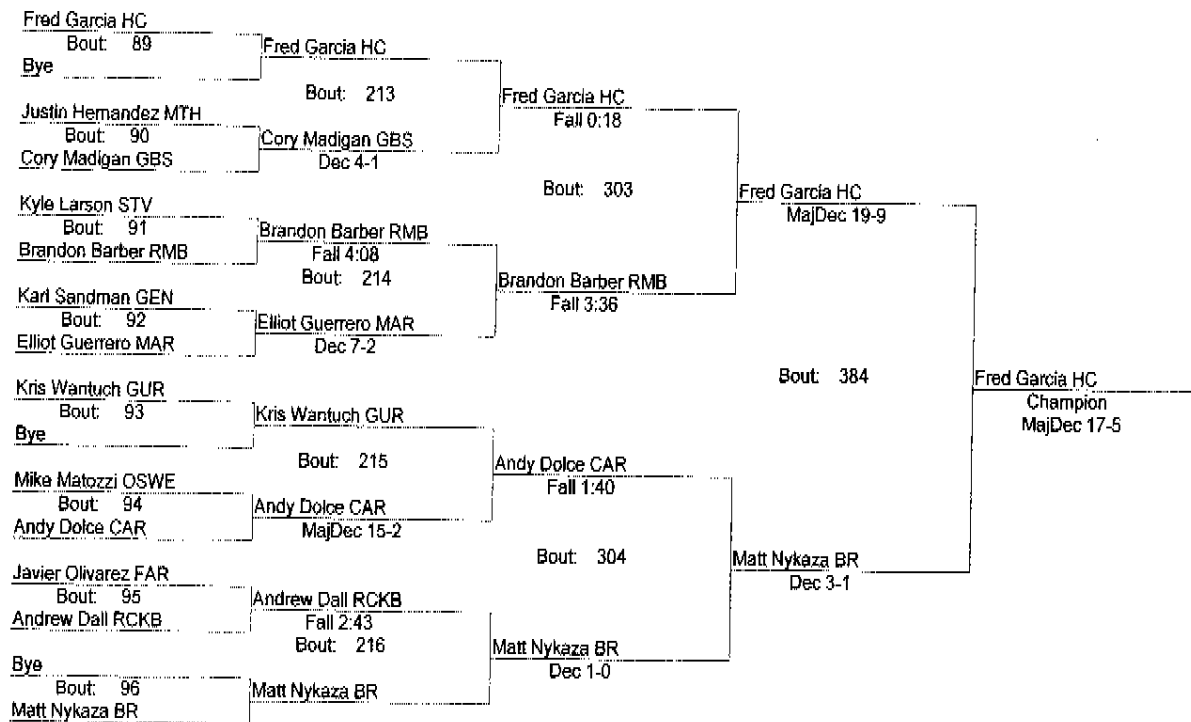 Fred Garcia HC
Bout: 89
Bye
Fred Garcia HC
Bout: 213
Justin Hernandez MTH
Bout: 90
Cory Madigan GBS
Cory Madigan GBS
Dec 4-1
Fred Garcia HC
Fall 0:18
Bout: 303
Kyle Larson STV
Bout: 91
Brandon Barber RMB
Brandon Barber RMB
Fall 4:08
Bout: 214
Karl Sandman GEN
Bout: 92
Elliot Guerrero MAR
Elliot Guerrero MAR
Dec 7-2
Brandon Barber RMB
Fall 3:36
Fred Garcia HC
MajDec 19-9
Bout: 384
Kris Wantuch GUR
Bout: 93
Bye
Kris Wantuch GUR
Bout: 215
Mike Matozzi OSWE
Bout: 94
Andy Dolce CAR
Andy Dolce CAR
MajDec 15-2
Andy Dolce CAR
Fall 1:40
Bout: 304
Javier Olivarez FAR
Bout: 95
Andrew Dall RCKB
Andrew Dall RCKB
Fall 2:43
Bout: 216
Bye
Bout: 96
Matt Nykaza BR
Matt Nykaza BR
Matt Nykaza BR
Dec 1-0
Matt Nykaza BR
Dec 3-1
Fred Garcia HC
Champion
MajDec 17-5